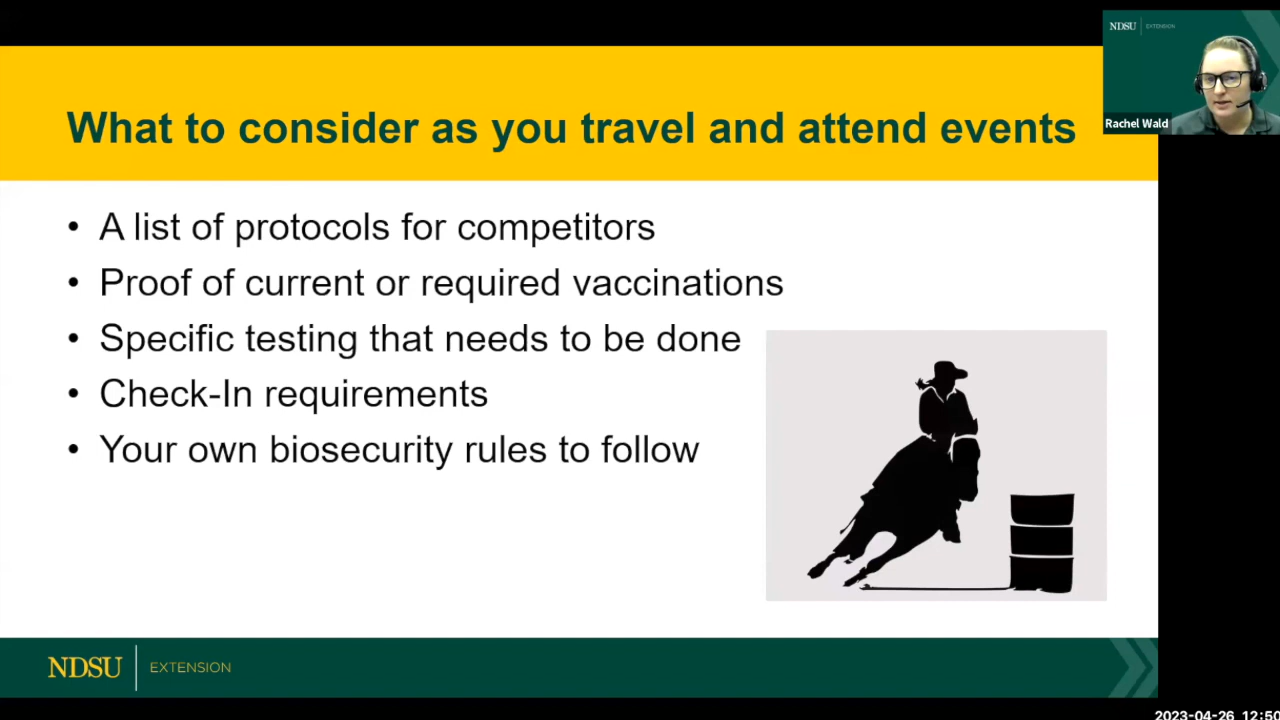 NDSU EXTENSION
Rachel Wald
What to consider as you travel and attend events
• A list of protocols for competitors
• Proof of current or required vaccinations
• Specific testing that needs to be done
• Check-In requirements
• Your own biosecurity rules to follow
NDSU EXTENSION
2023-04-26 12:50